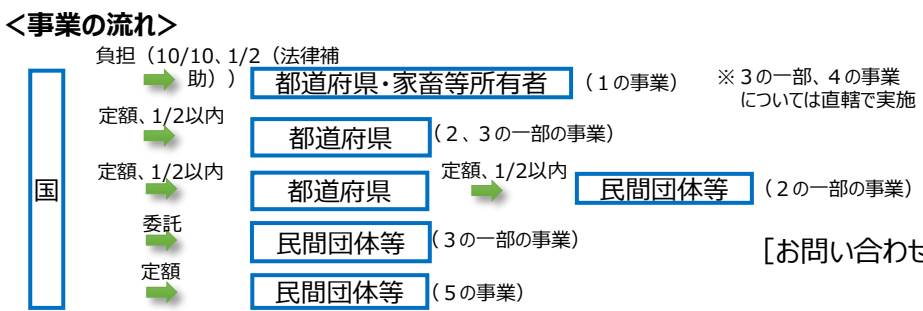 ＜事業の流れ＞
負担（10/10、1/2（法律補
助））
都道府県・家畜等所有者
（１の事業）
※３の一部、４の事業
については直轄で実施
定額、1/2以内
都道府県
（２、３の一部の事業）
国
定額、1/2以内
都道府県
定額、1/2以内
民間団体等
（２の一部の事業）
委託
民間団体等
（３の一部の事業）
［お問い合わせ
定額
民間団体等
（５の事業）